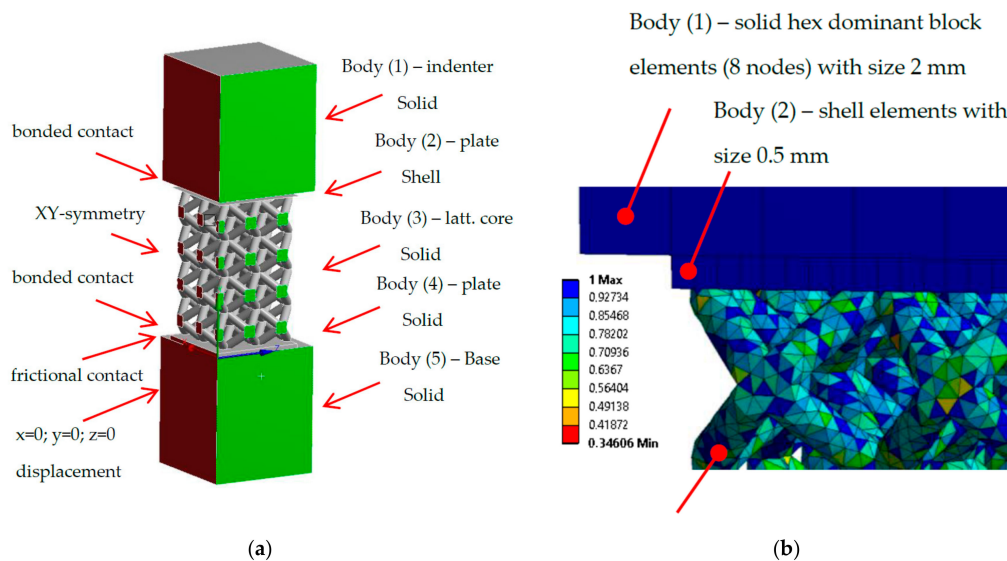 Body (1) – indenter
Solid
bonded contact
Body (2) – plate
Shell
XY-symmetry
Body (3) – latt. core
Solid
bonded contact
Body (4) – plate
Solid
frictional contact
Body (5) – Base
Solid
x=0; y=0; z=0
displacement
Z
(a)
Body (1) – solid hex dominant block
elements (8 nodes) with size 2 mm
Body (2) – shell elements with
size 0.5 mm
1 Max
0.92734
0.85468
0.78202
0.70936
0.6367
0.56404
0.49138
0.41872
0.34606 Min
(b)